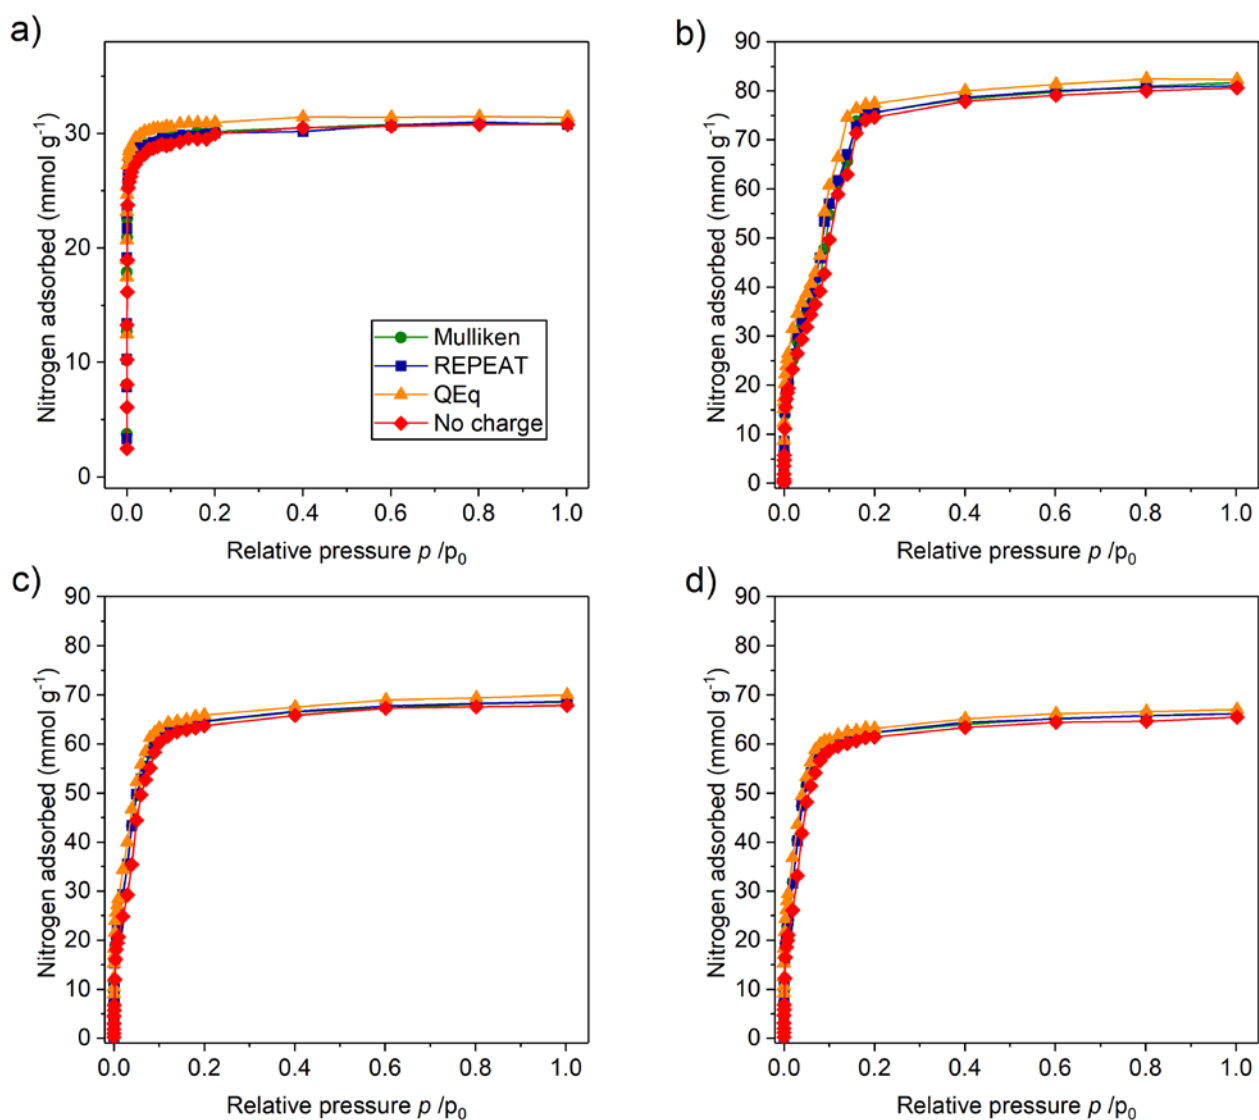 a)
Nitrogen adsorbed (mmol g⁻¹)
30
20
10
0
0.0 0.2 0.4 0.6 0.8 1.0
Relative pressure p /p₀
Mulliken
REPEAT
QEq
No charge
b)
Nitrogen adsorbed (mmol g⁻¹)
90
80
70
60
50
40
30
20
10
0
0.0 0.2 0.4 0.6 0.8 1.0
Relative pressure p /p₀
c)
Nitrogen adsorbed (mmol g⁻¹)
90
80
70
60
50
40
30
20
10
0
0.0 0.2 0.4 0.6 0.8 1.0
Relative pressure p /p₀
d)
Nitrogen adsorbed (mmol g⁻¹)
90
80
70
60
50
40
30
20
10
0
0.0 0.2 0.4 0.6 0.8 1.0
Relative pressure p /p₀